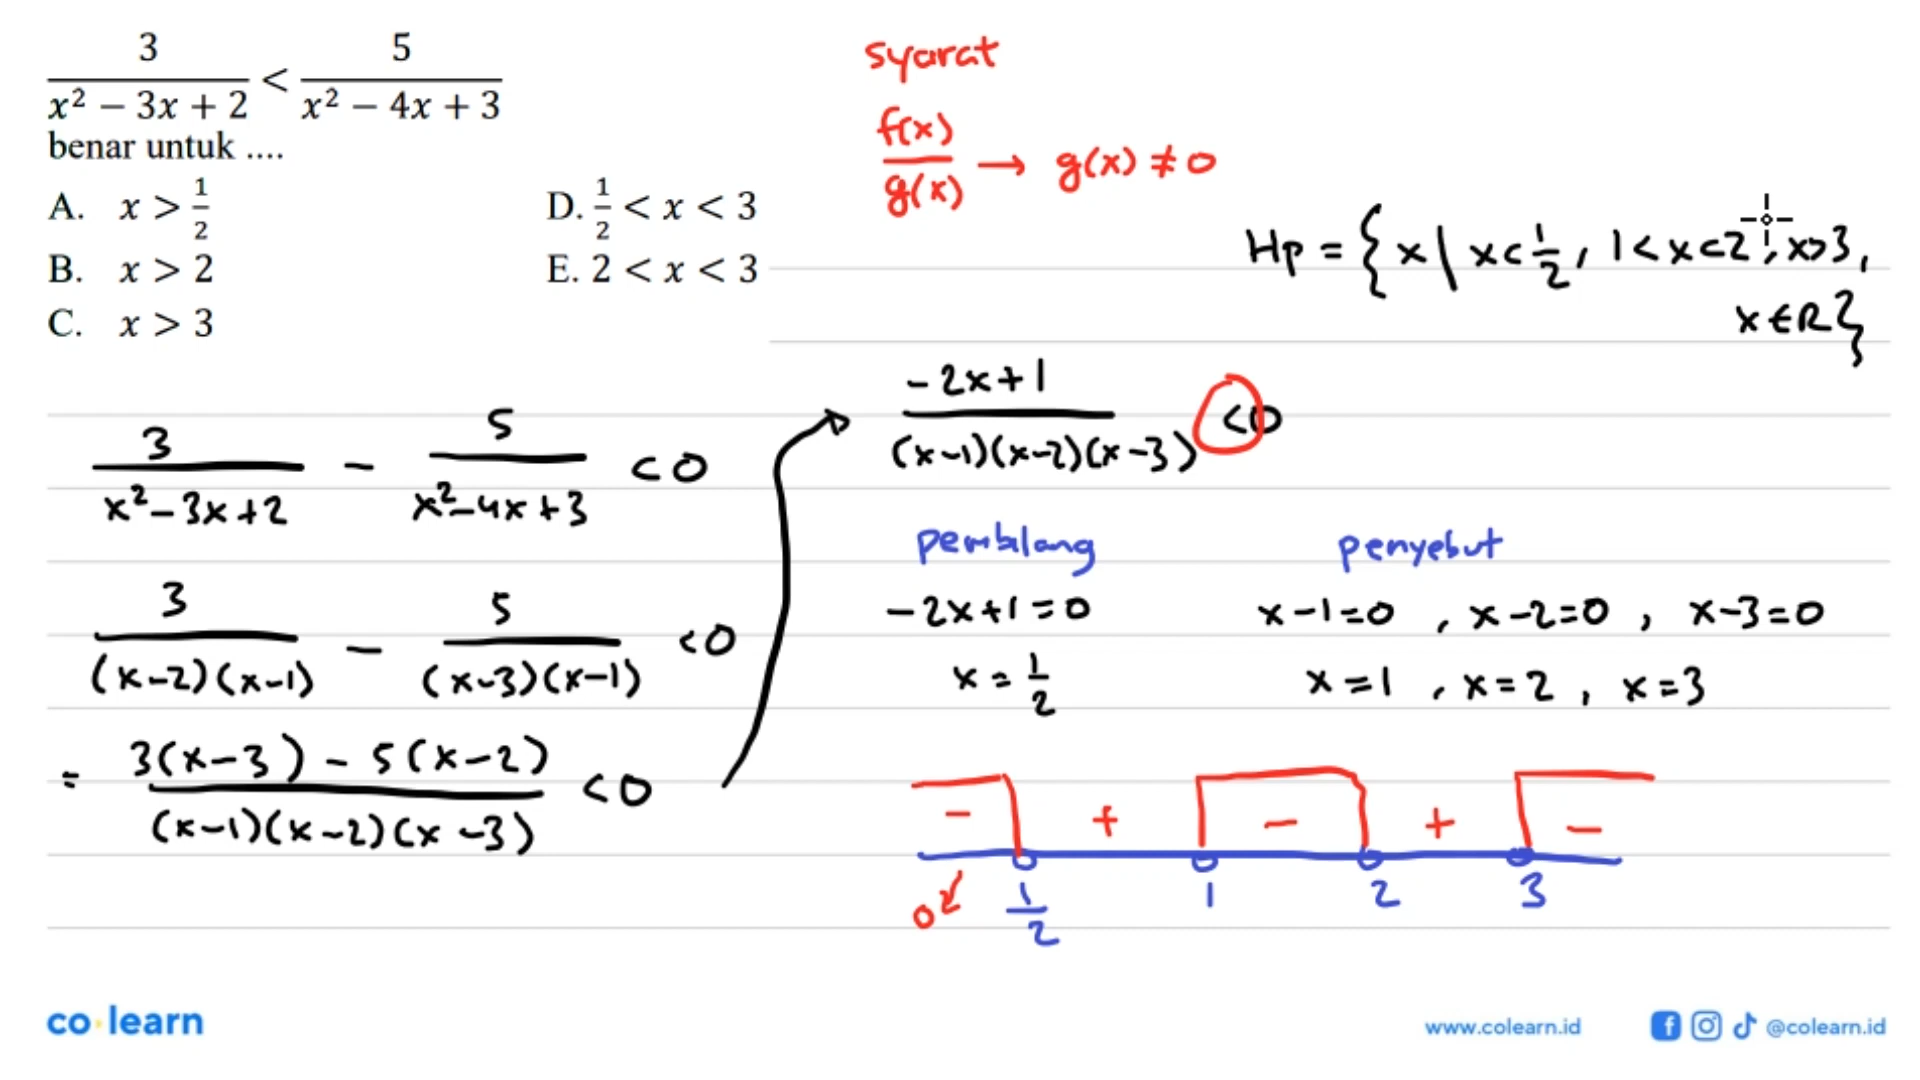 3/(x² − 3x + 2) < 5/(x² − 4x + 3)
benar untuk ....
A. x > 1/2
B. x > 2
C. x > 3
D. 1/2 < x < 3
E. 2 < x < 3
syarat
f(x)/g(x) → g(x) ≠ 0
Hp = {x | x < 1/2, 1 < x < 2, x > 3,
x ∈ R}
3/(x²−3x+2) − 5/(x²−4x+3) < 0
3/((x−2)(x−1)) − 5/((x−3)(x−1)) < 0
= (3(x−3) − 5(x−2))/((x−1)(x−2)(x−3)) < 0
(−2x+1)/((x−1)(x−2)(x−3)) < 0
pembilang
−2x+1=0
x = 1/2
penyebut
x−1=0 , x−2=0 , x−3=0
x=1 , x=2 , x=3
− + − + −
0 1/2 1 2 3
co learn
www.colearn.id
@colearn.id